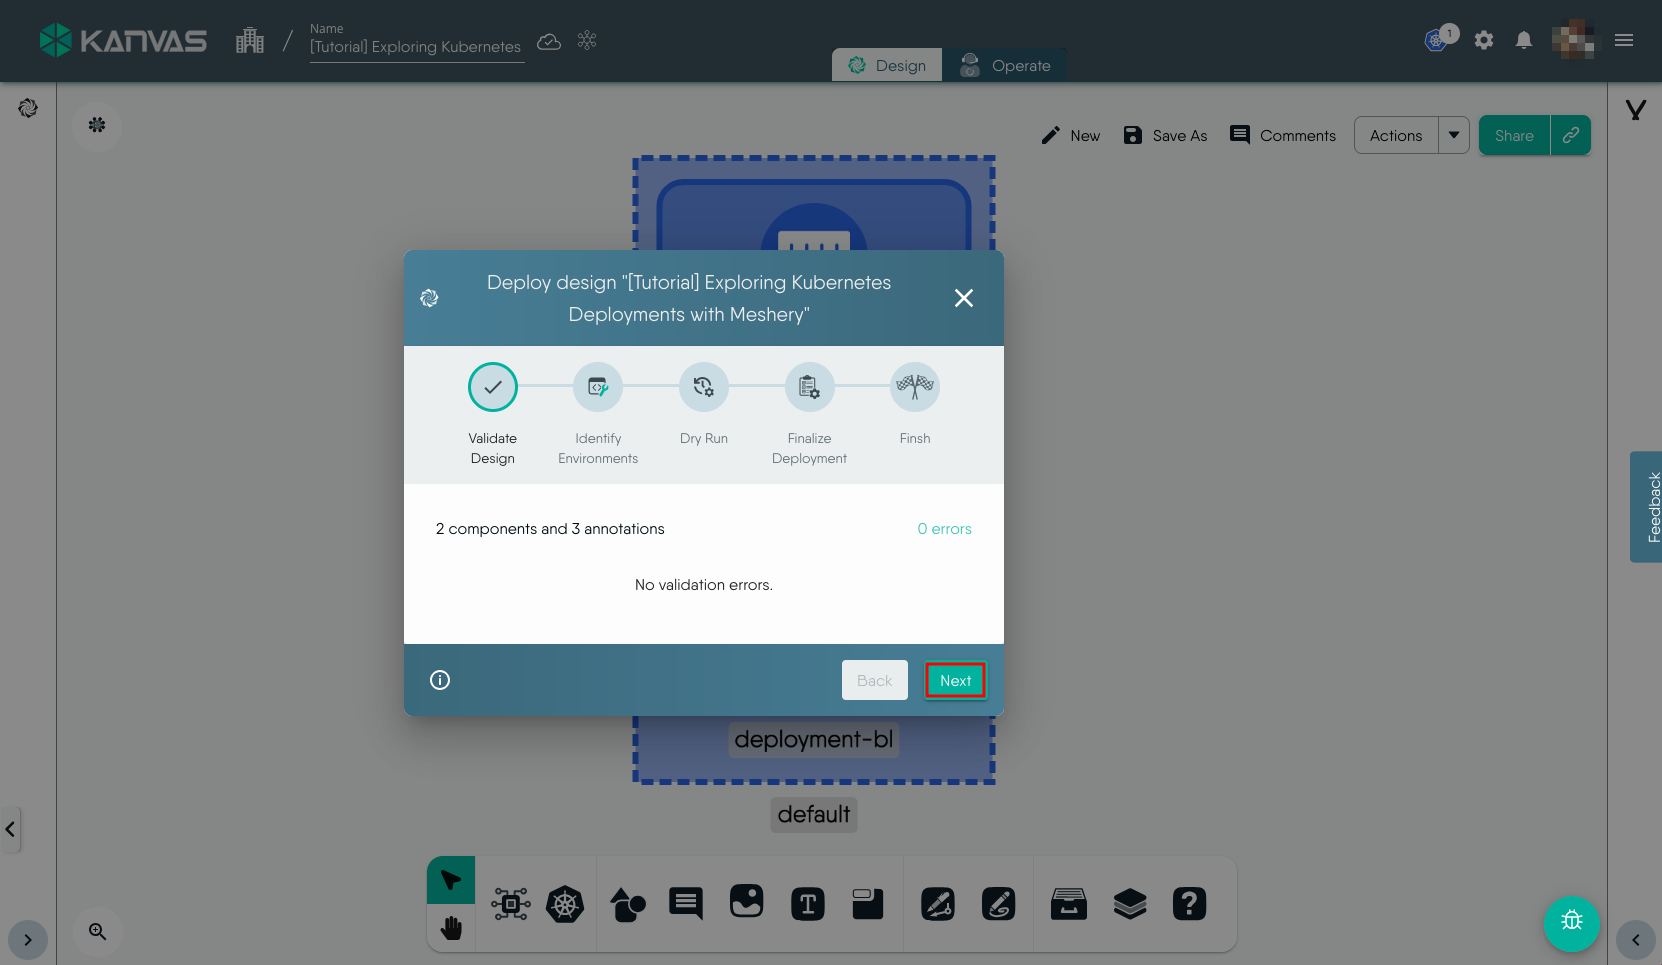 KANVAS
Name
[Tutorial] Exploring Kubernetes
1
Design
Operate
New
Save As
Comments
Actions
Share
Deploy design "[Tutorial] Exploring Kubernetes
Deployments with Meshery"
Validate
Design
Identify
Environments
Dry Run
Finalize
Deployment
Finsh
2 components and 3 annotations
0 errors
No validation errors.
Back
Next
Feedback
deployment-bl
default